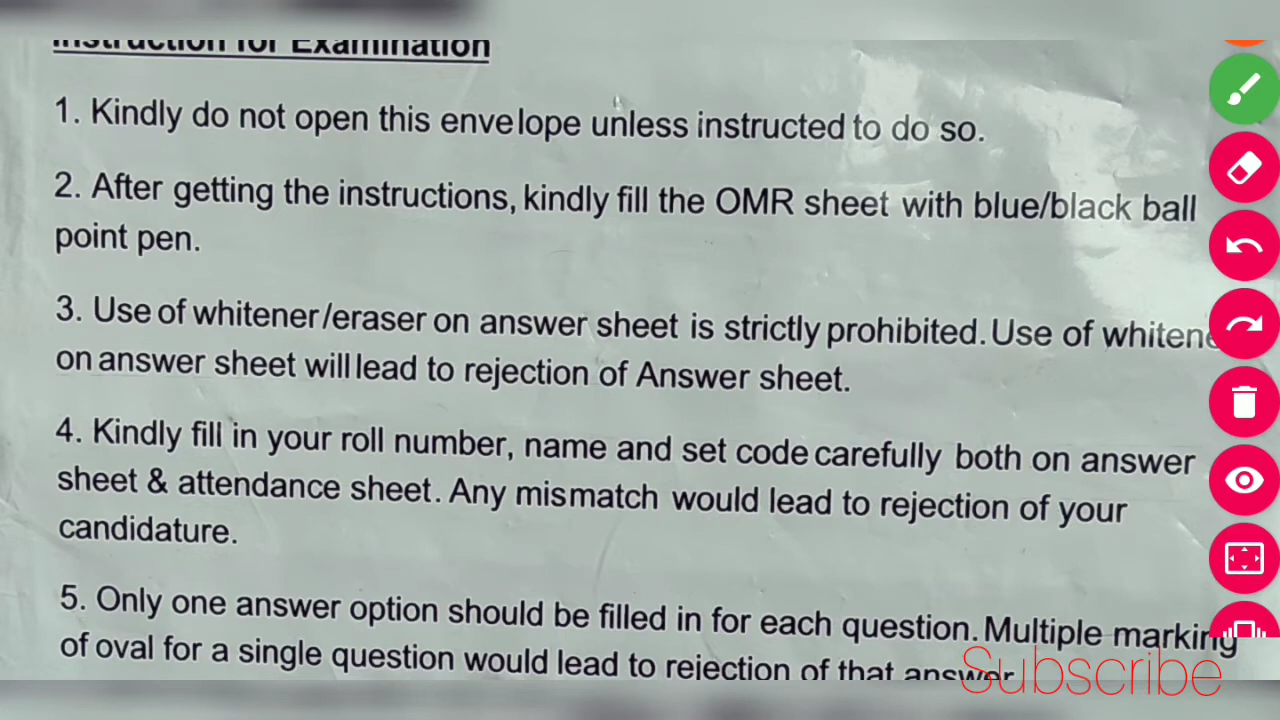 Instruction for Examination
1. Kindly do not open this envelope unless instructed to do so.
2. After getting the instructions, kindly fill the OMR sheet with blue/black ball
point pen.
3. Use of whitener/eraser on answer sheet is strictly prohibited. Use of whitene
on answer sheet will lead to rejection of Answer sheet.
4. Kindly fill in your roll number, name and set code carefully both on answer
sheet & attendance sheet. Any mismatch would lead to rejection of your
candidature.
5. Only one answer option should be filled in for each question. Multiple marking
of oval for a single question would lead to rejection of that answer
Subscribe